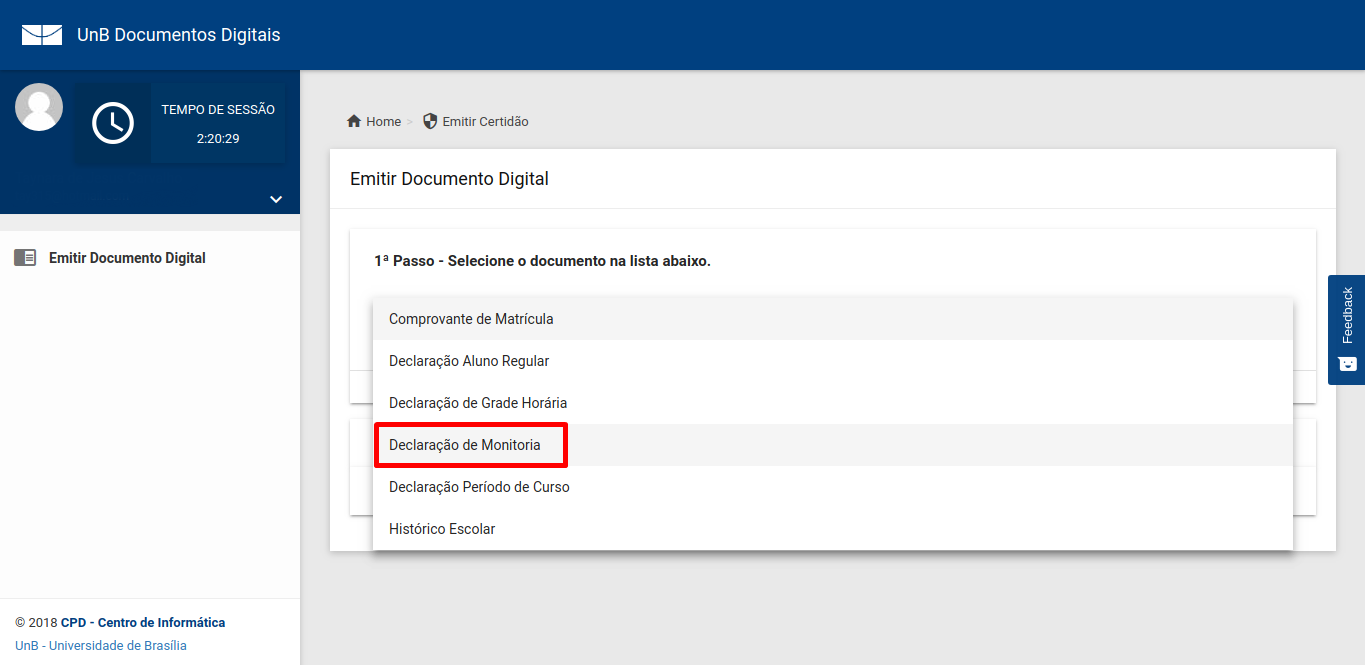 UnB Documentos Digitais
TEMPO DE SESSÃO
2:20:29
Emitir Documento Digital
Home > Emitir Certidão
Emitir Documento Digital
1ª Passo - Selecione o documento na lista abaixo.
Comprovante de Matrícula
Declaração Aluno Regular
Declaração de Grade Horária
Declaração de Monitoria
Declaração Período de Curso
Histórico Escolar
Feedback
© 2018 CPD - Centro de Informática
UnB - Universidade de Brasília